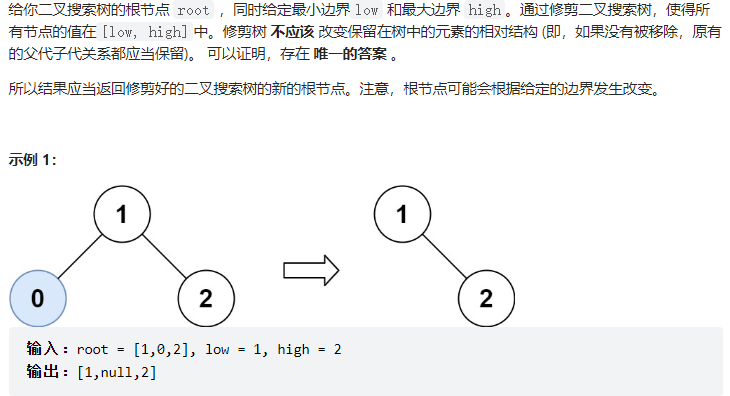 给你二叉搜索树的根节点 root ，同时给定最小边界 low 和最大边界 high。通过修剪二叉搜索树，使得所
有节点的值在 [low, high] 中。修剪树 不应该 改变保留在树中的元素的相对结构 (即，如果没有被移除，原有
的父代子代关系都应当保留)。 可以证明，存在 唯一的答案 。
所以结果应当返回修剪好的二叉搜索树的新的根节点。注意，根节点可能会根据给定的边界发生改变。
示例 1：
1 1
0 2 2
输入：root = [1,0,2], low = 1, high = 2
输出：[1,null,2]